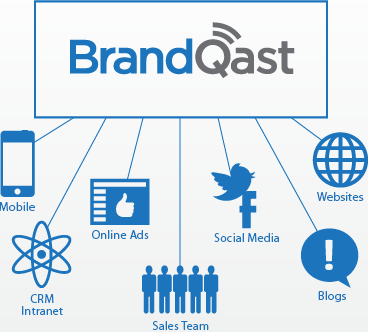 BrandQast
Mobile
CRM
Intranet
Online Ads
Sales Team
Social Media
Blogs
Websites